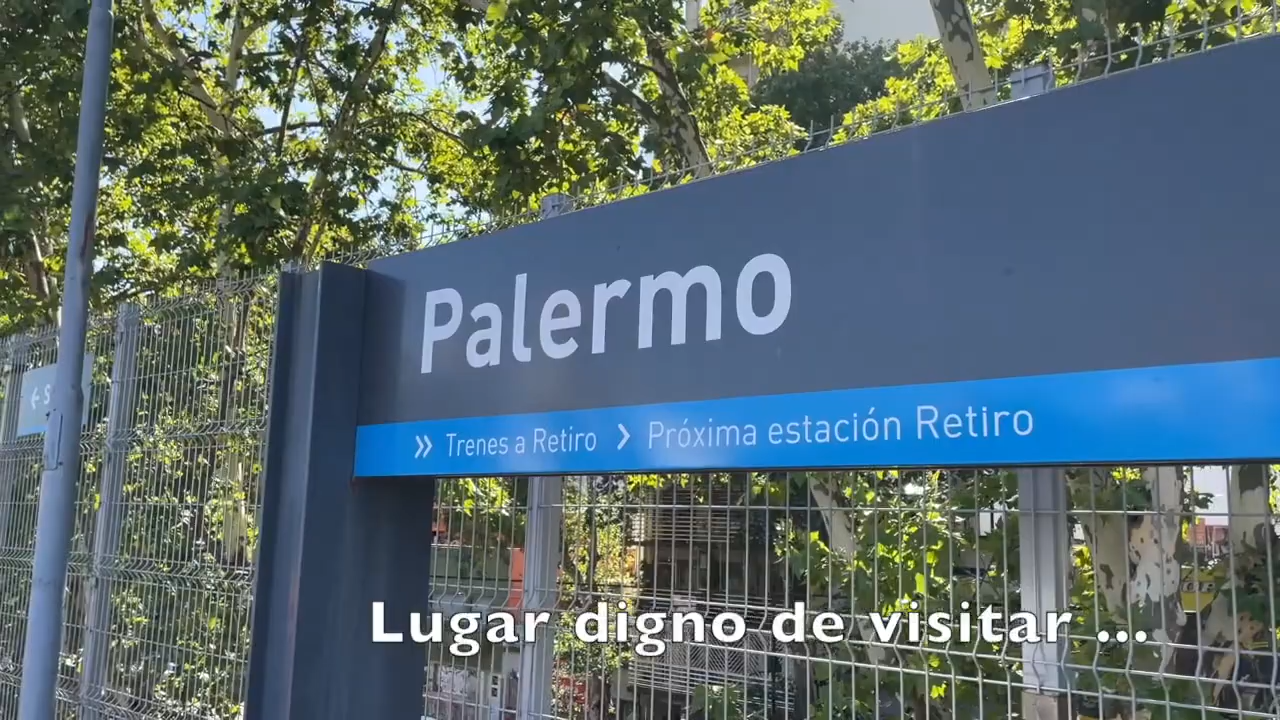 Palermo
» Trenes a Retiro › Próxima estación Retiro
← S
Lugar digno de visitar ...